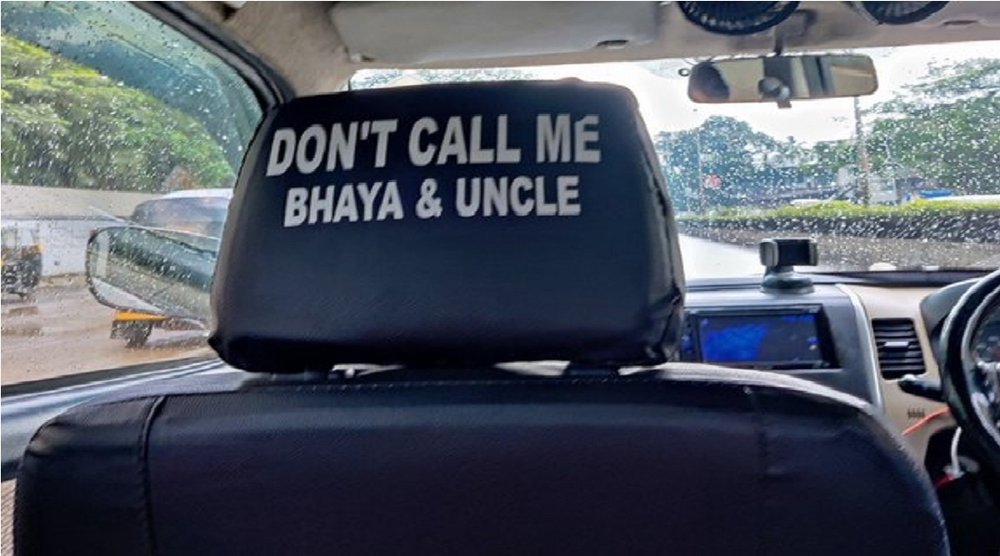 DON'T CALL ME
BHAYA & UNCLE